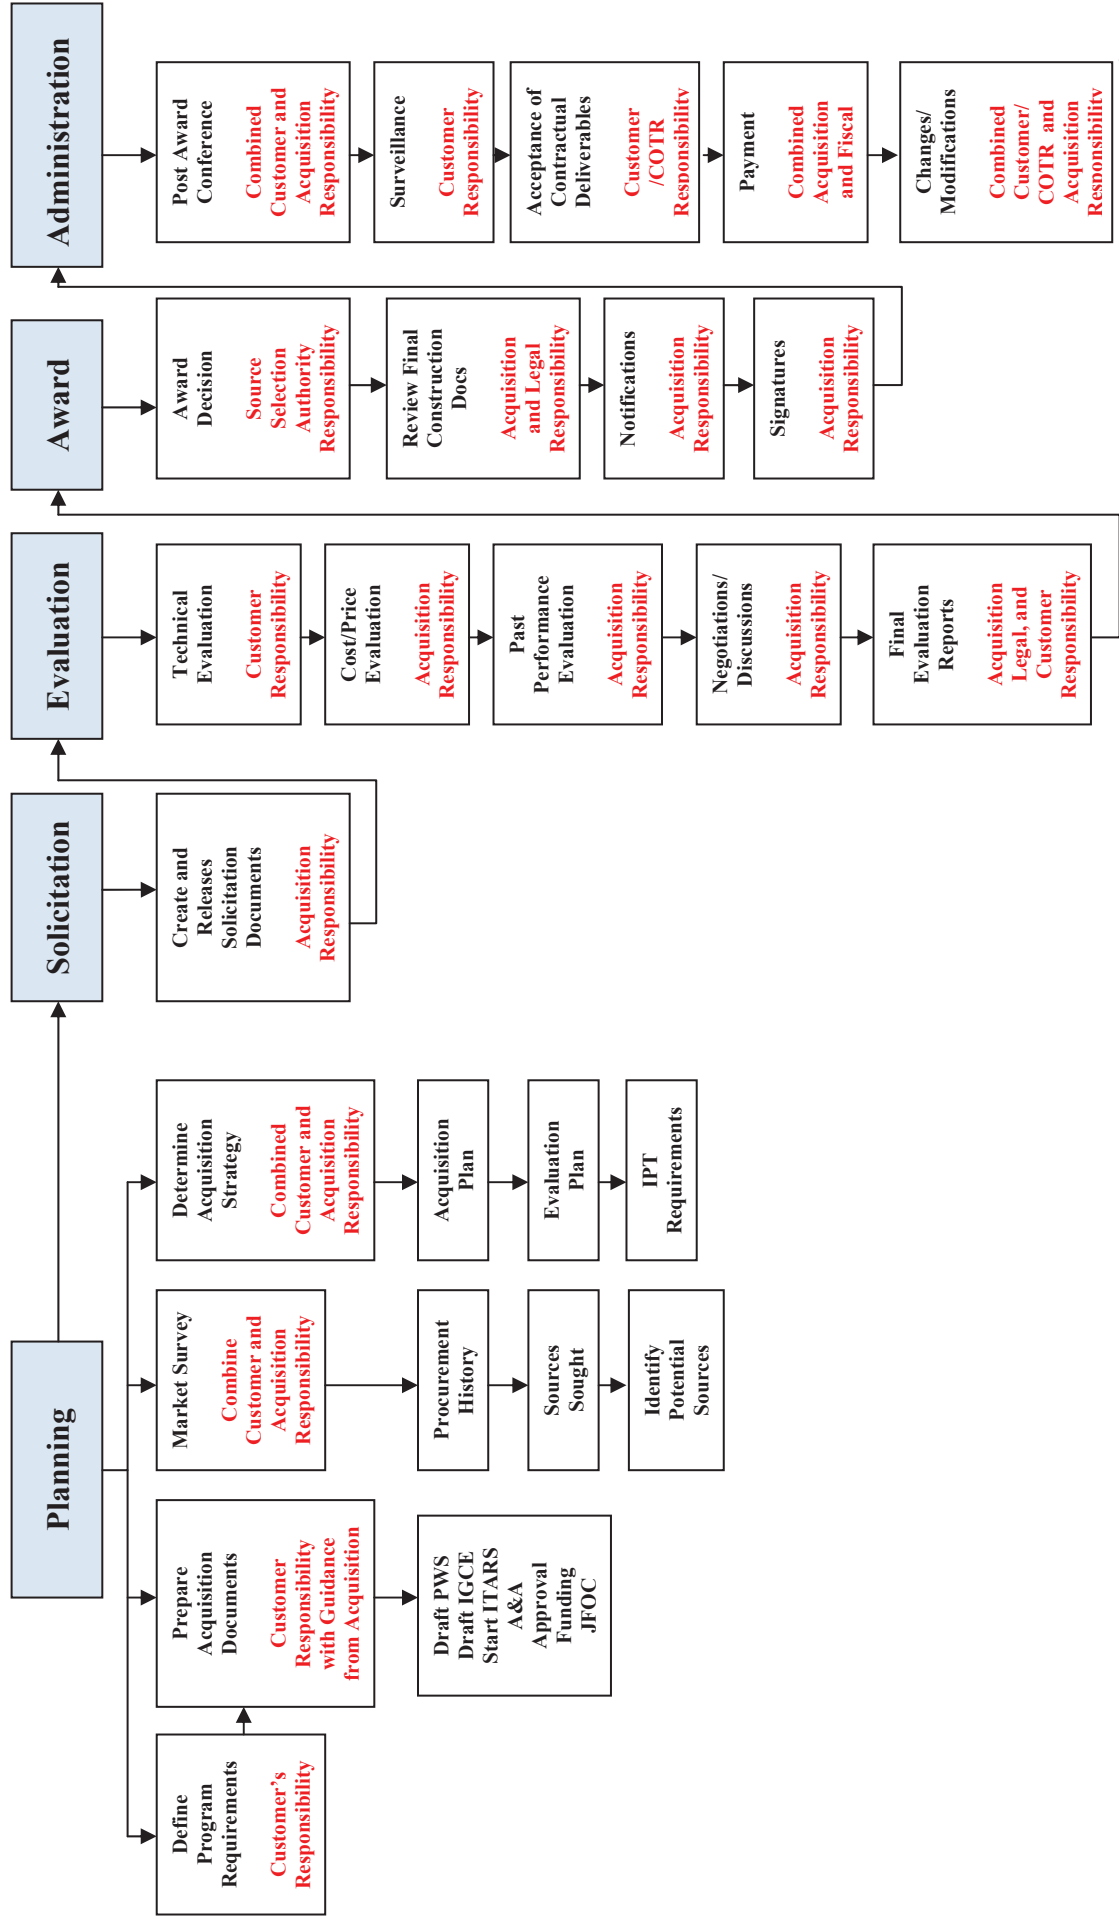 Planning
Define
Program
Requirements
Customer's
Responsibility
Prepare
Acquisition
Documents
Customer
Responsibility
with Guidance
from Acquisition
Draft PWS
Draft IGCE
Start ITARS
A&A
Approval
Funding
JFOC
Market Survey
Combine
Customer and
Acquisition
Responsibility
Procurement
History
Sources
Sought
Identify
Potential
Sources
Determine
Acquisition
Strategy
Combined
Customer and
Acquisition
Responsibility
Acquisition
Plan
Evaluation
Plan
IPT
Requirements
Solicitation
Create and
Releases
Solicitation
Documents
Acquisition
Responsibility
Evaluation
Technical
Evaluation
Customer
Responsibility
Cost/Price
Evaluation
Acquisition
Responsibility
Past
Performance
Evaluation
Acquisition
Responsibility
Negotiations/
Discussions
Acquisition
Responsibility
Final
Evaluation
Reports
Acquisition
Legal, and
Customer
Responsibility
Award
Award
Decision
Source
Selection
Authority
Responsibility
Review Final
Construction
Docs
Acquisition
and Legal
Responsibility
Notifications
Acquisition
Responsibility
Signatures
Acquisition
Responsibility
Administration
Post Award
Conference
Combined
Customer and
Acquisition
Responsibility
Surveillance
Customer
Responsibility
Acceptance of
Contractual
Deliverables
Customer
/COTR
Responsibility
Payment
Combined
Acquisition
and Fiscal
Changes/
Modifications
Combined
Customer/
COTR and
Acquisition
Responsibility